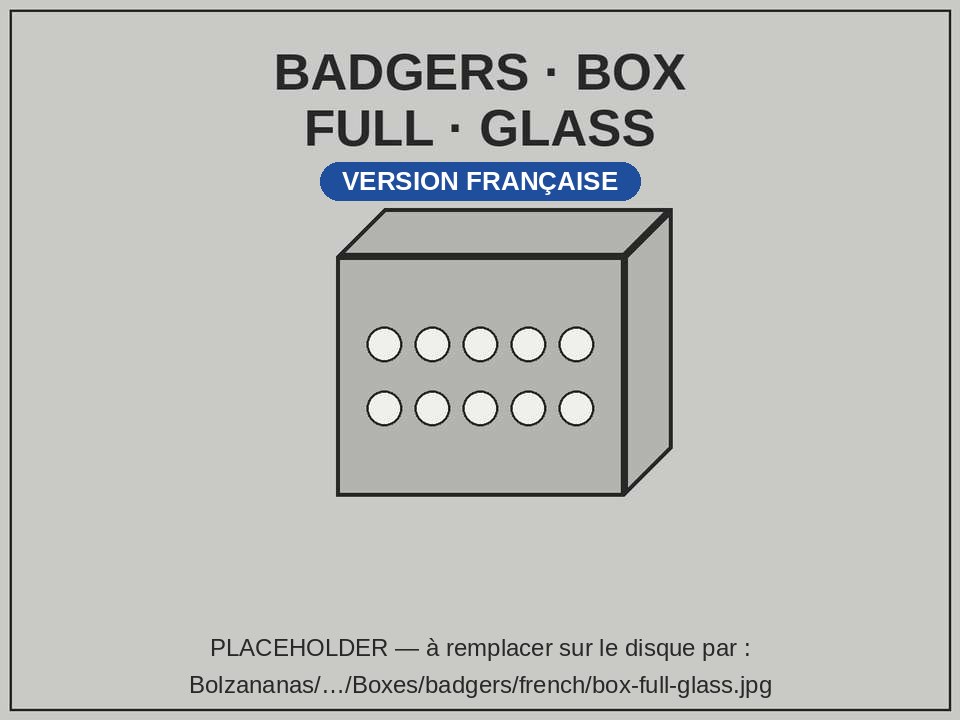 BADGERS · BOX
FULL · GLASS
VERSION FRANÇAISE
PLACEHOLDER — à remplacer sur le disque par :
Bolzananas/…/Boxes/badgers/french/box-full-glass.jpg